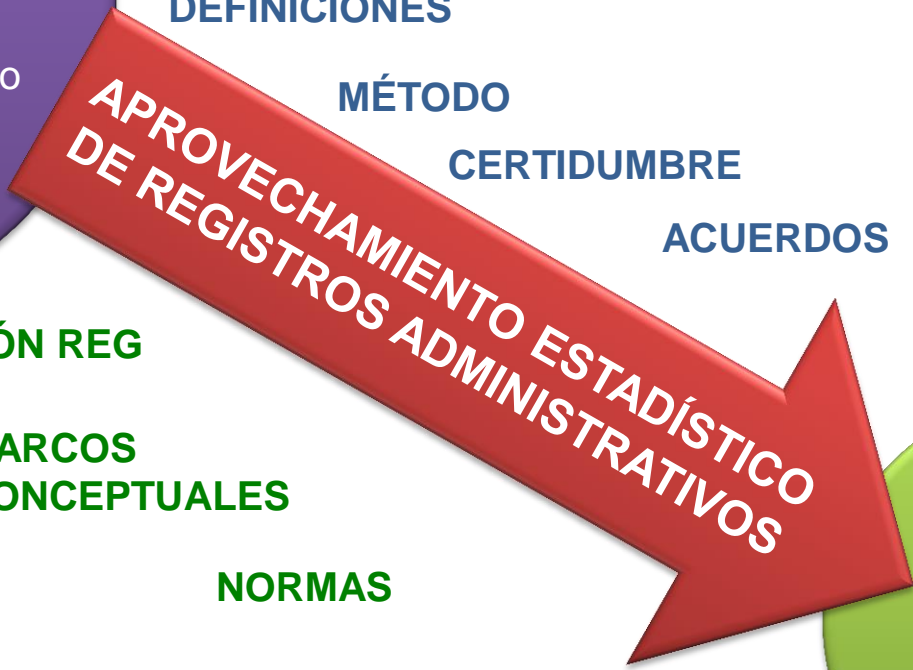 DEFINICIONES
O
MÉTODO
CERTIDUMBRE
ACUERDOS
APROVECHAMIENTO ESTADÍSTICO
DE REGISTROS ADMINISTRATIVOS
ÓN REG
ARCOS
ONCEPTUALES
NORMAS